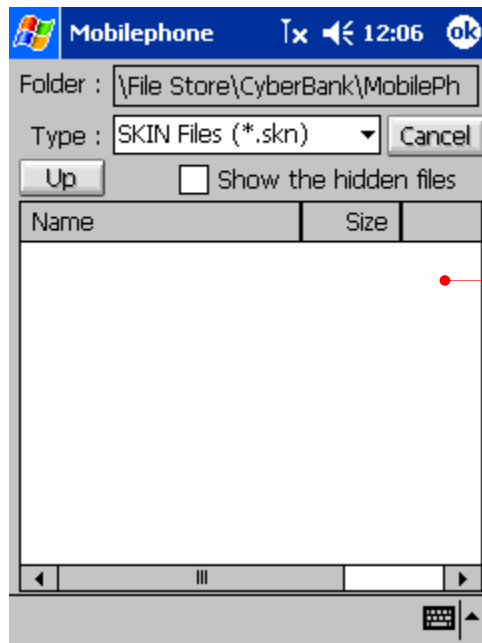 Mobilephone 12:06 ok
Folder : \File Store\CyberBank\MobilePh
Type : SKIN Files (*.skn) Cancel
Up Show the hidden files
Name Size